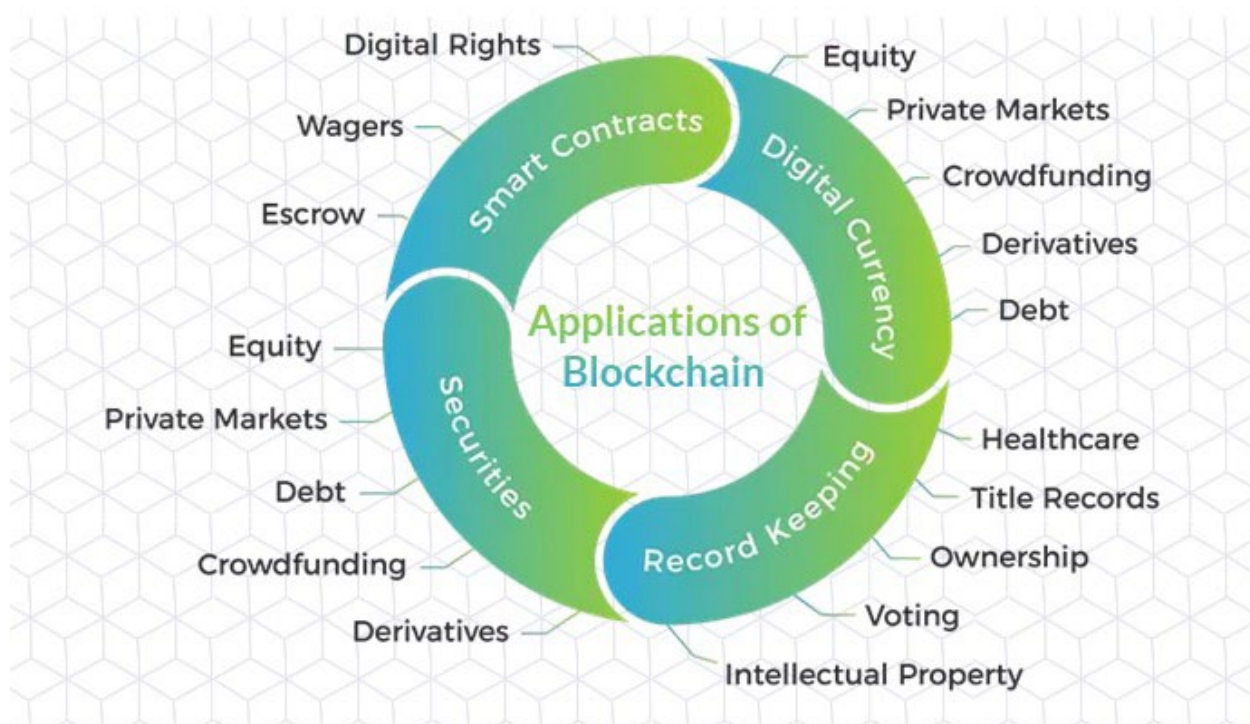 Applications of
Blockchain
Smart Contracts
Digital Rights
Wagers
Escrow
Digital Currency
Equity
Private Markets
Crowdfunding
Derivatives
Debt
Record Keeping
Healthcare
Title Records
Ownership
Voting
Intellectual Property
Securities
Equity
Private Markets
Debt
Crowdfunding
Derivatives